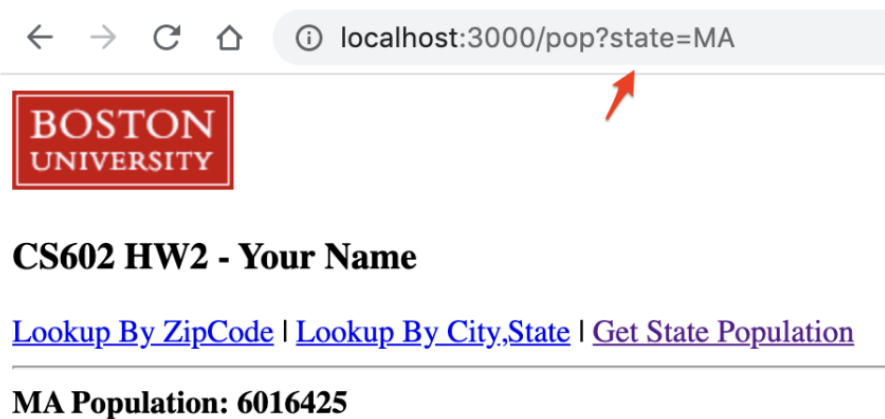 localhost:3000/pop?state=MA
BOSTON
UNIVERSITY
CS602 HW2 - Your Name
Lookup By ZipCode | Lookup By City,State | Get State Population
MA Population: 6016425